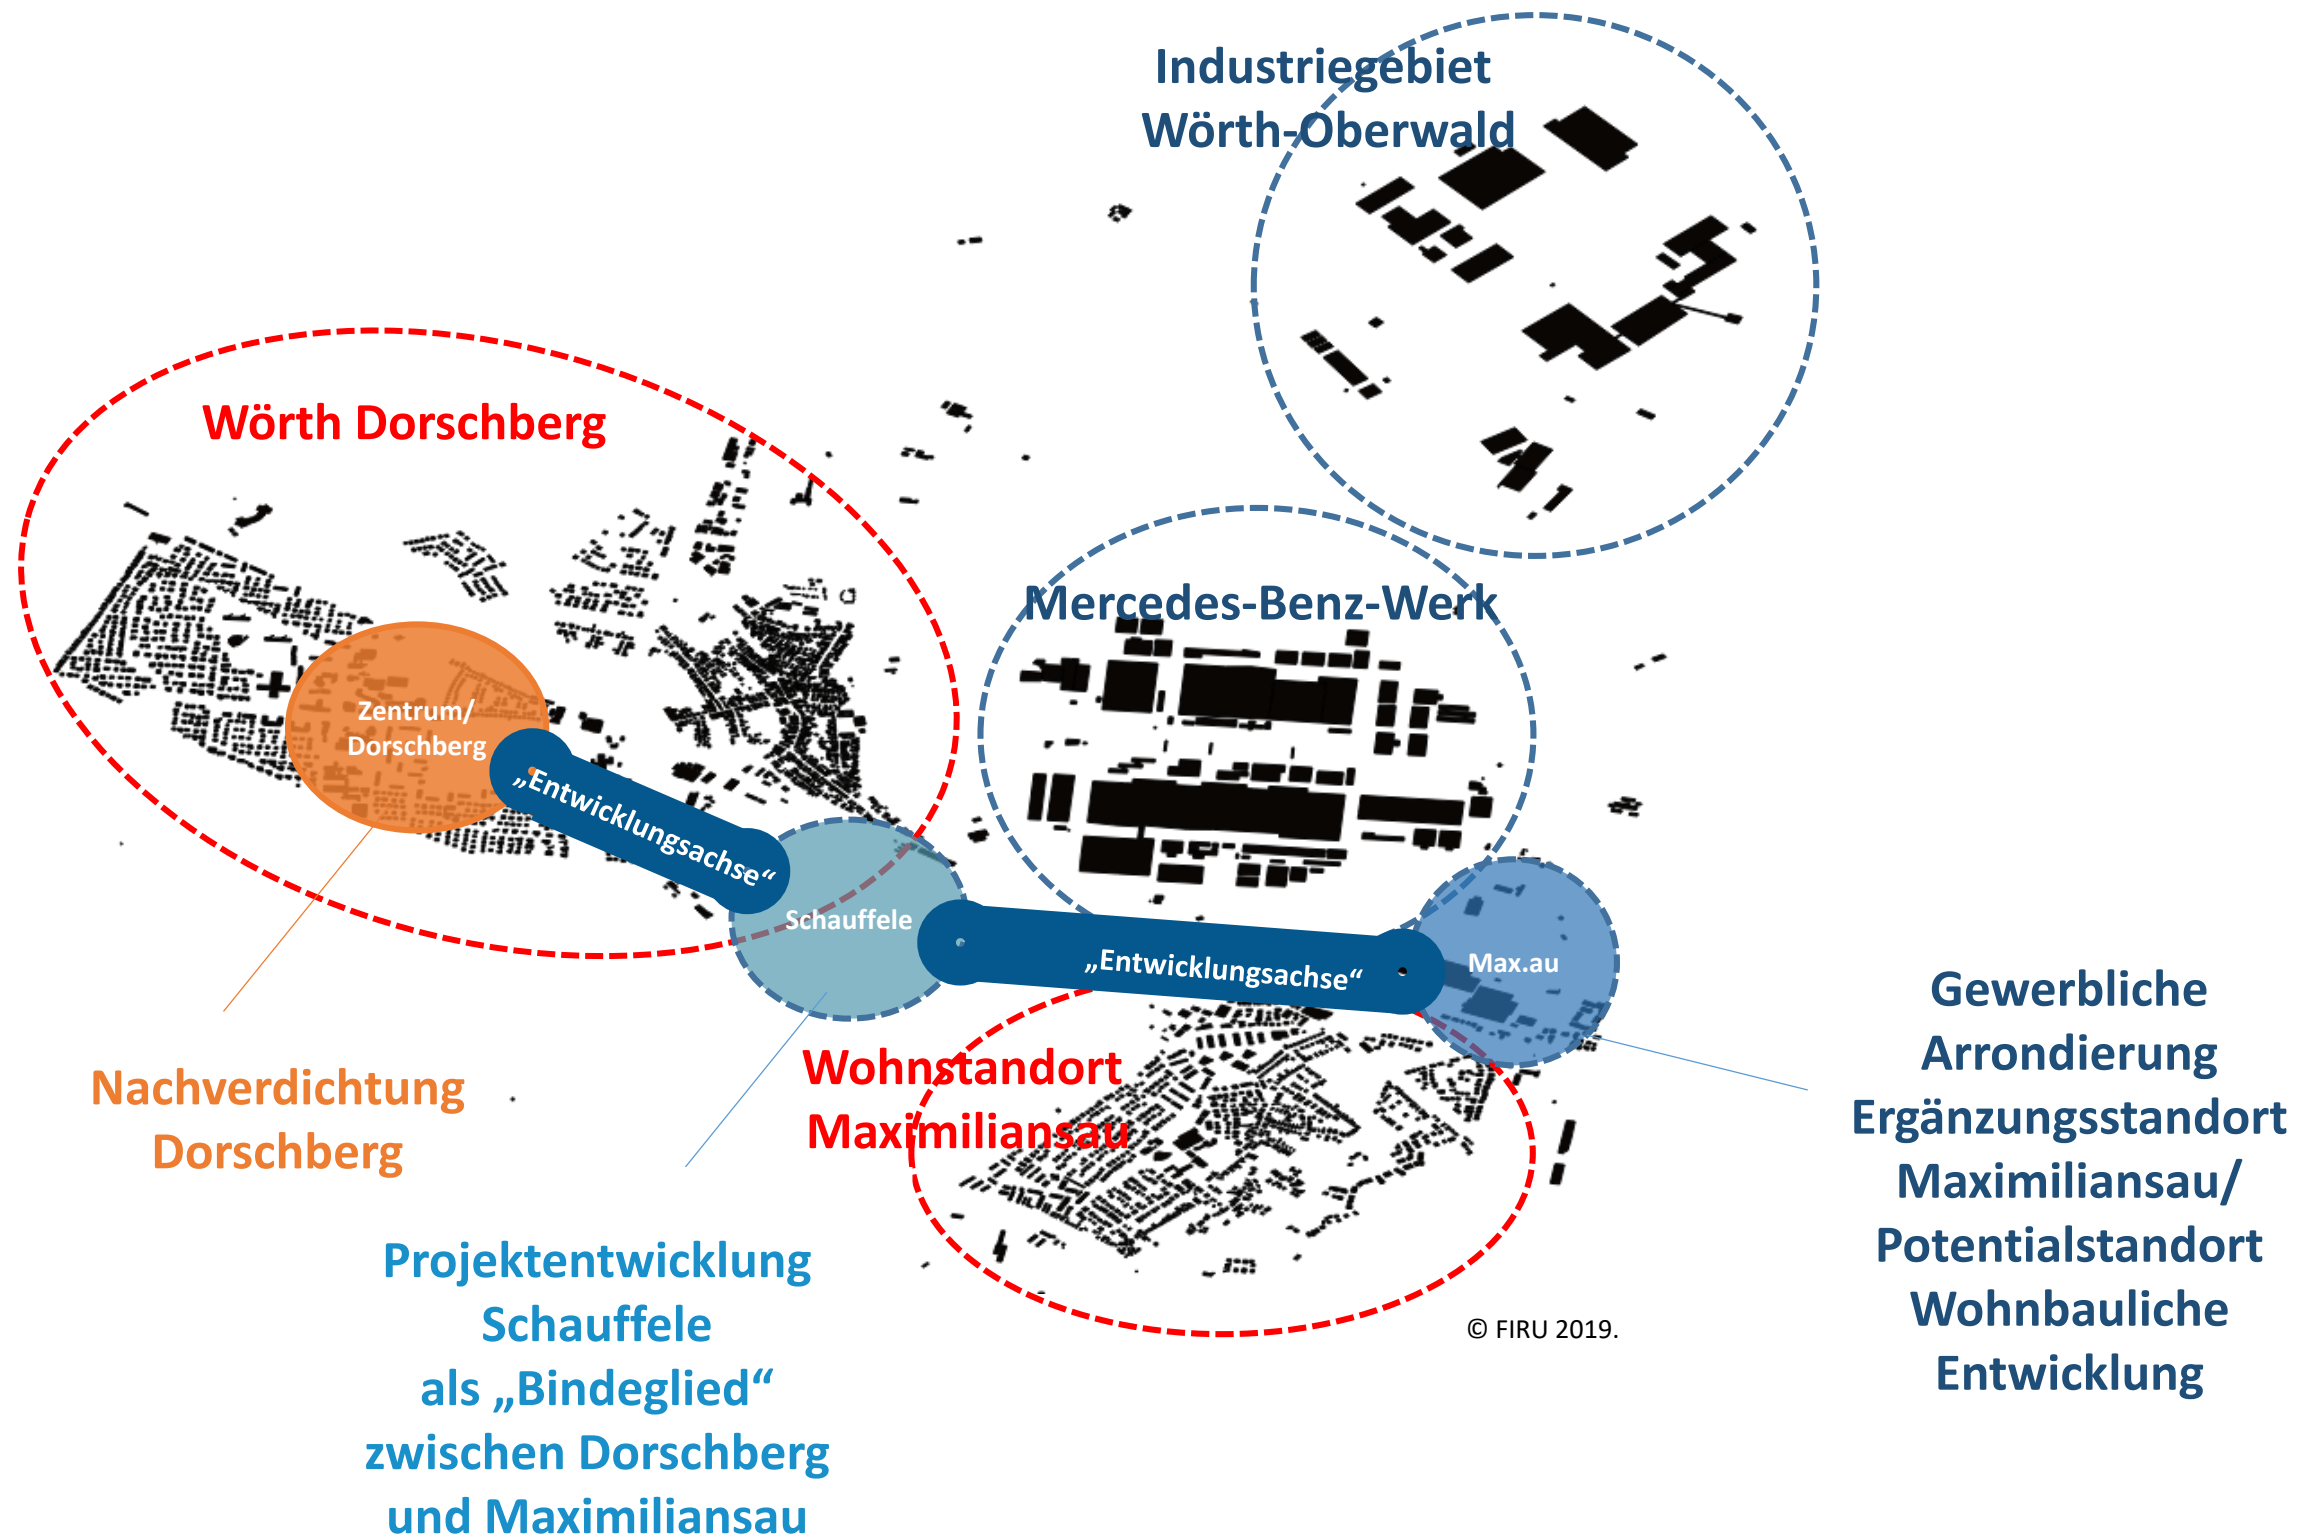 Industriegebiet
Wörth-Oberwald
Wörth Dorschberg
Mercedes-Benz-Werk
Zentrum/
Dorschberg
„Entwicklungsachse“
Schauffele
„Entwicklungsachse“
Max.au
Wohnstandort
Maximiliansau
Nachverdichtung
Dorschberg
Projektentwicklung
Schauffele
als „Bindeglied“
zwischen Dorschberg
und Maximiliansau
Gewerbliche
Arrondierung
Ergänzungsstandort
Maximiliansau/
Potentialstandort
Wohnbauliche
Entwicklung
© FIRU 2019.